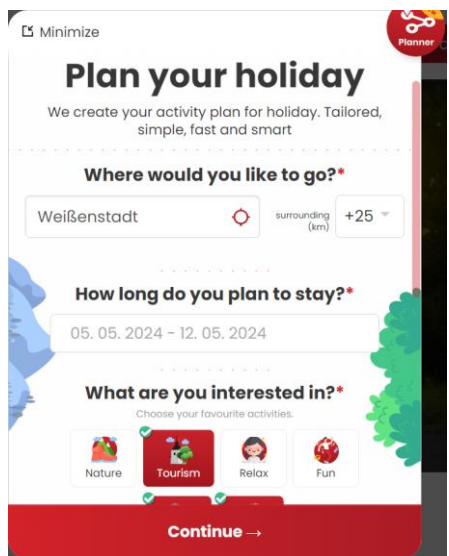 Minimize
Planner
Plan your holiday
We create your activity plan for holiday. Tailored,
simple, fast and smart
Where would you like to go?*
Weißenstadt
surrounding
(km)
+25
How long do you plan to stay?*
05. 05. 2024 - 12. 05. 2024
What are you interested in?*
Choose your favourite activities.
Nature
Tourism
Relax
Fun
Continue →